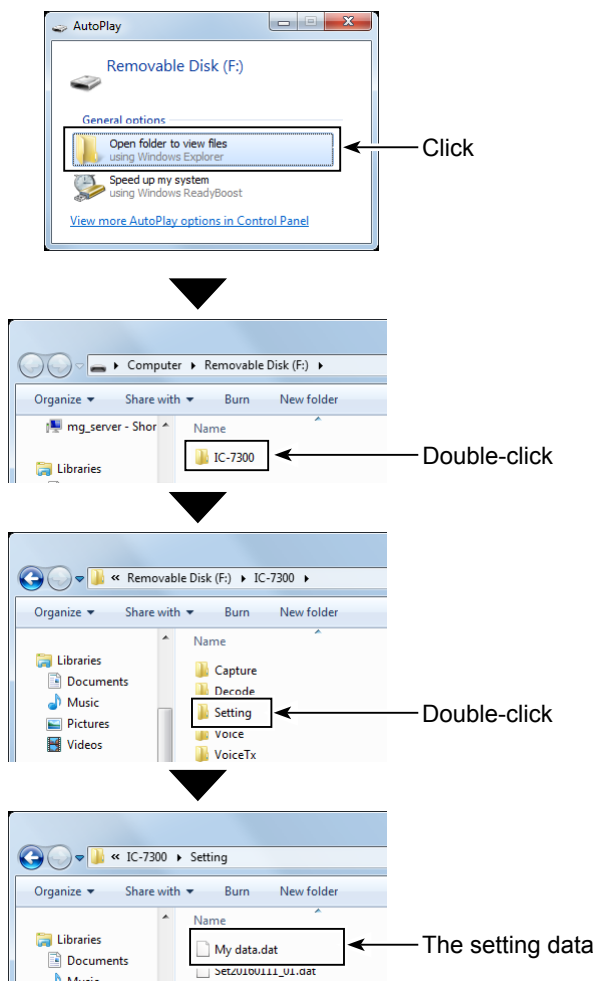 AutoPlay
Removable Disk (F:)
General options
Open folder to view files
using Windows Explorer
Click
Speed up my system
using Windows ReadyBoost
View more AutoPlay options in Control Panel
Computer Removable Disk (F:)
Organize Share with Burn New folder
mg_server - Shor Name
IC-7300 Double-click
Libraries
« Removable Disk (F:) IC-7300
Organize Share with Burn New folder
Name
Libraries Capture
Documents Decode
Music Setting Double-click
Pictures Voice
Videos VoiceTx
« IC-7300 Setting
Organize Share with Burn New folder
Name
Libraries My data.dat The setting data
Documents Set20160111_01.dat
Music